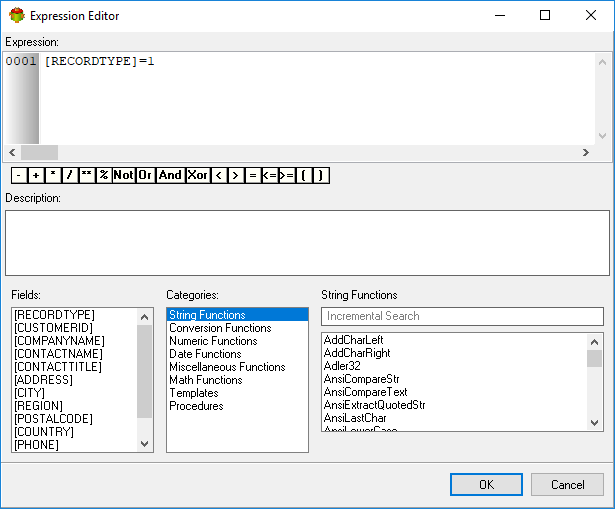 Expression Editor
Expression:
0001 [RECORDTYPE]=1
- + * / ** % Not Or And Xor < > = <= >= ( )
Description:
Fields:
[RECORDTYPE]
[CUSTOMERID]
[COMPANYNAME]
[CONTACTNAME]
[CONTACTTITLE]
[ADDRESS]
[CITY]
[REGION]
[POSTALCODE]
[COUNTRY]
[PHONE]
Categories:
String Functions
Conversion Functions
Numeric Functions
Date Functions
Miscellaneous Functions
Math Functions
Templates
Procedures
String Functions
Incremental Search
AddCharLeft
AddCharRight
Adler32
AnsiCompareStr
AnsiCompareText
AnsiExtractQuotedStr
AnsiLastChar
AnsiLowerCase
OK Cancel